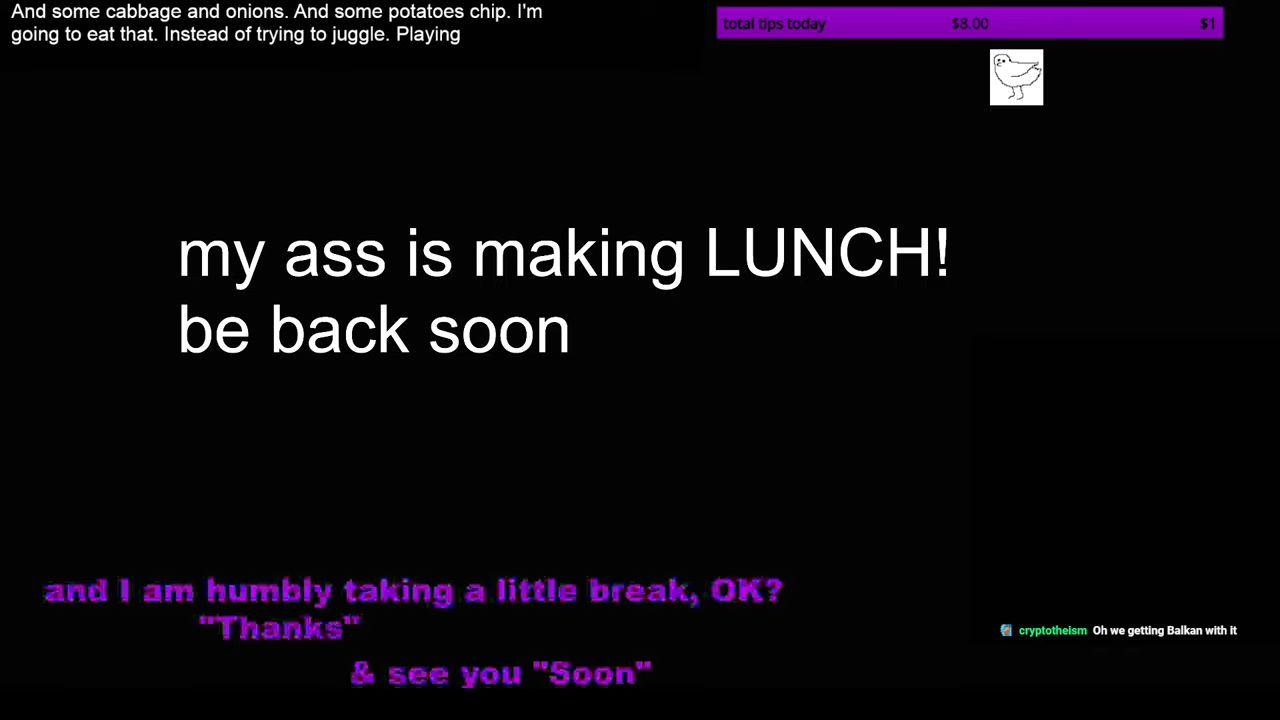 And some cabbage and onions. And some potatoes chip. I'm
going to eat that. Instead of trying to juggle. Playing
total tips today $8.00 $1
my ass is making LUNCH!
be back soon
and I am humbly taking a little break, OK?
"Thanks"
& see you "Soon"
cryptotheism Oh we getting Balkan with it